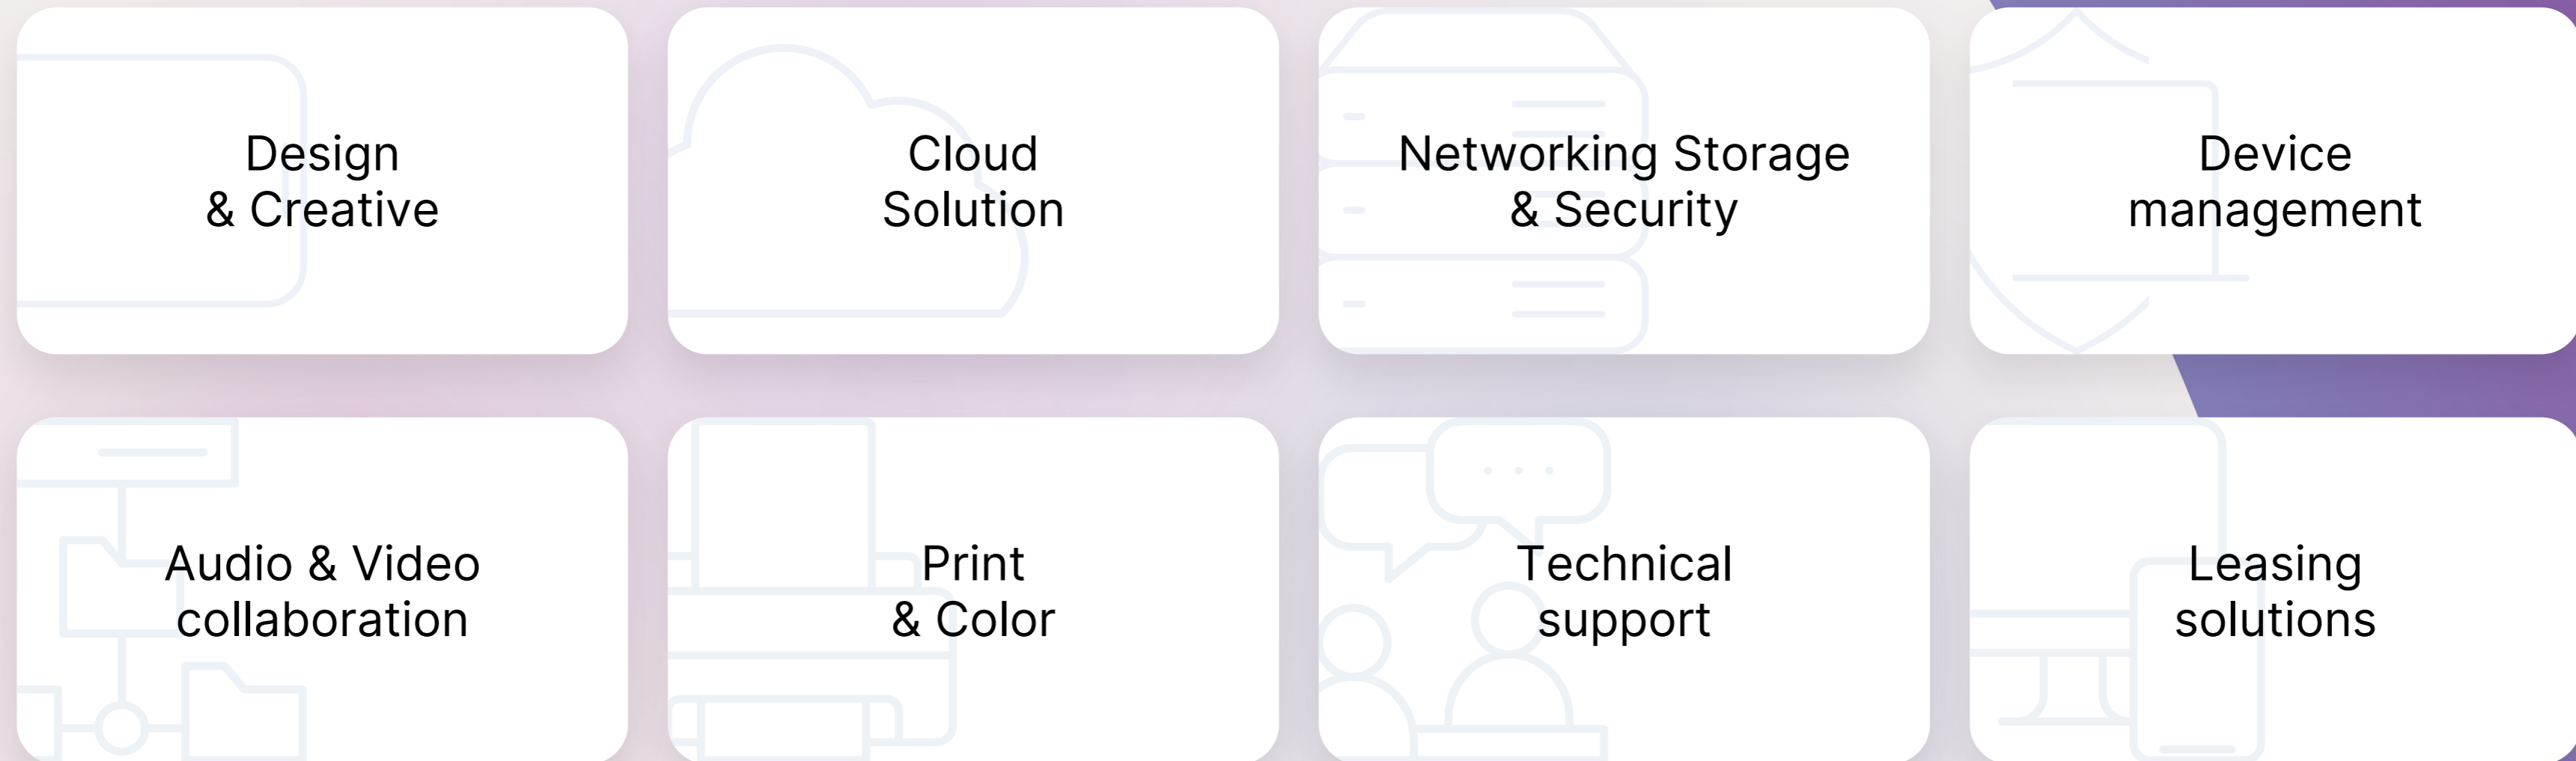 Design
& Creative
Cloud
Solution
Networking Storage
& Security
Device
management
Audio & Video
collaboration
Print
& Color
Technical
support
Leasing
solutions